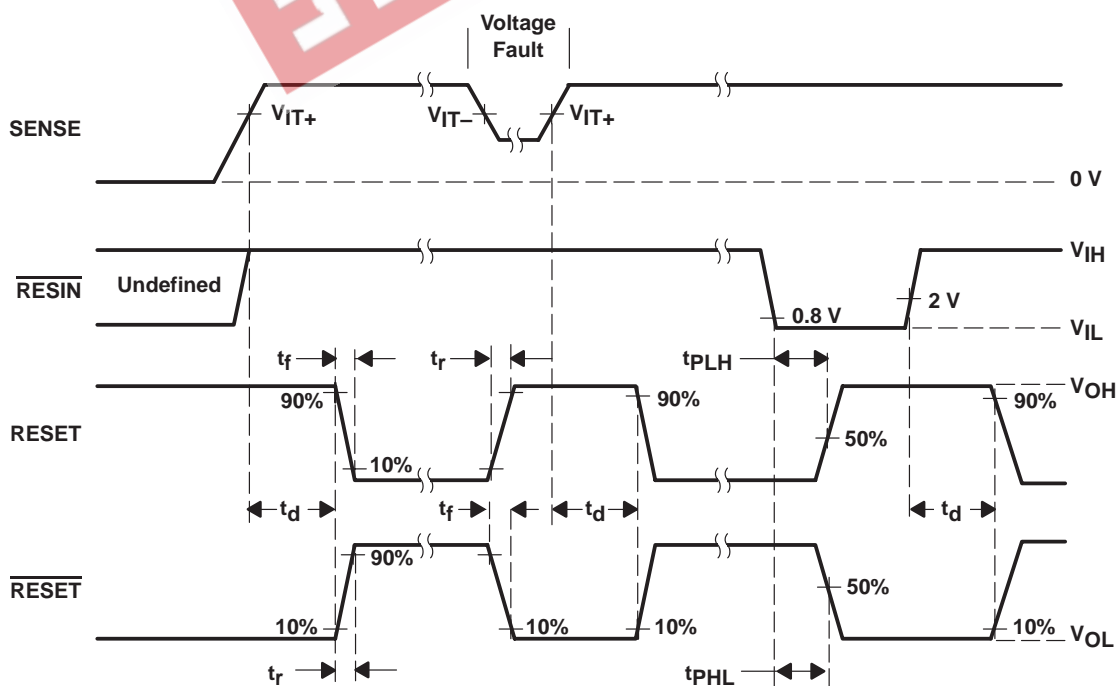 Voltage
Fault
SENSE
VIT+
VIT–
VIT+
0 V
RESIN
Undefined
VIH
2 V
0.8 V
VIL
tf
tr
tPLH
VOH
RESET
90%
90%
90%
10%
50%
td
tf
td
td
RESET
90%
50%
10%
10%
10%
10%
VOL
tr
tPHL